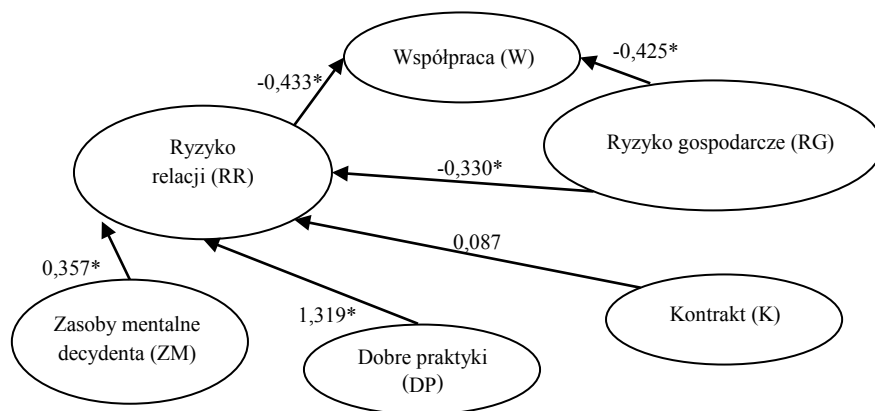 Współpraca (W)
-0,425*
-0,433*
Ryzyko
relacji (RR)
Ryzyko gospodarcze (RG)
-0,330*
0,087
0,357*
Zasoby mentalne
decydenta (ZM)
1,319*
Kontrakt (K)
Dobre praktyki
(DP)